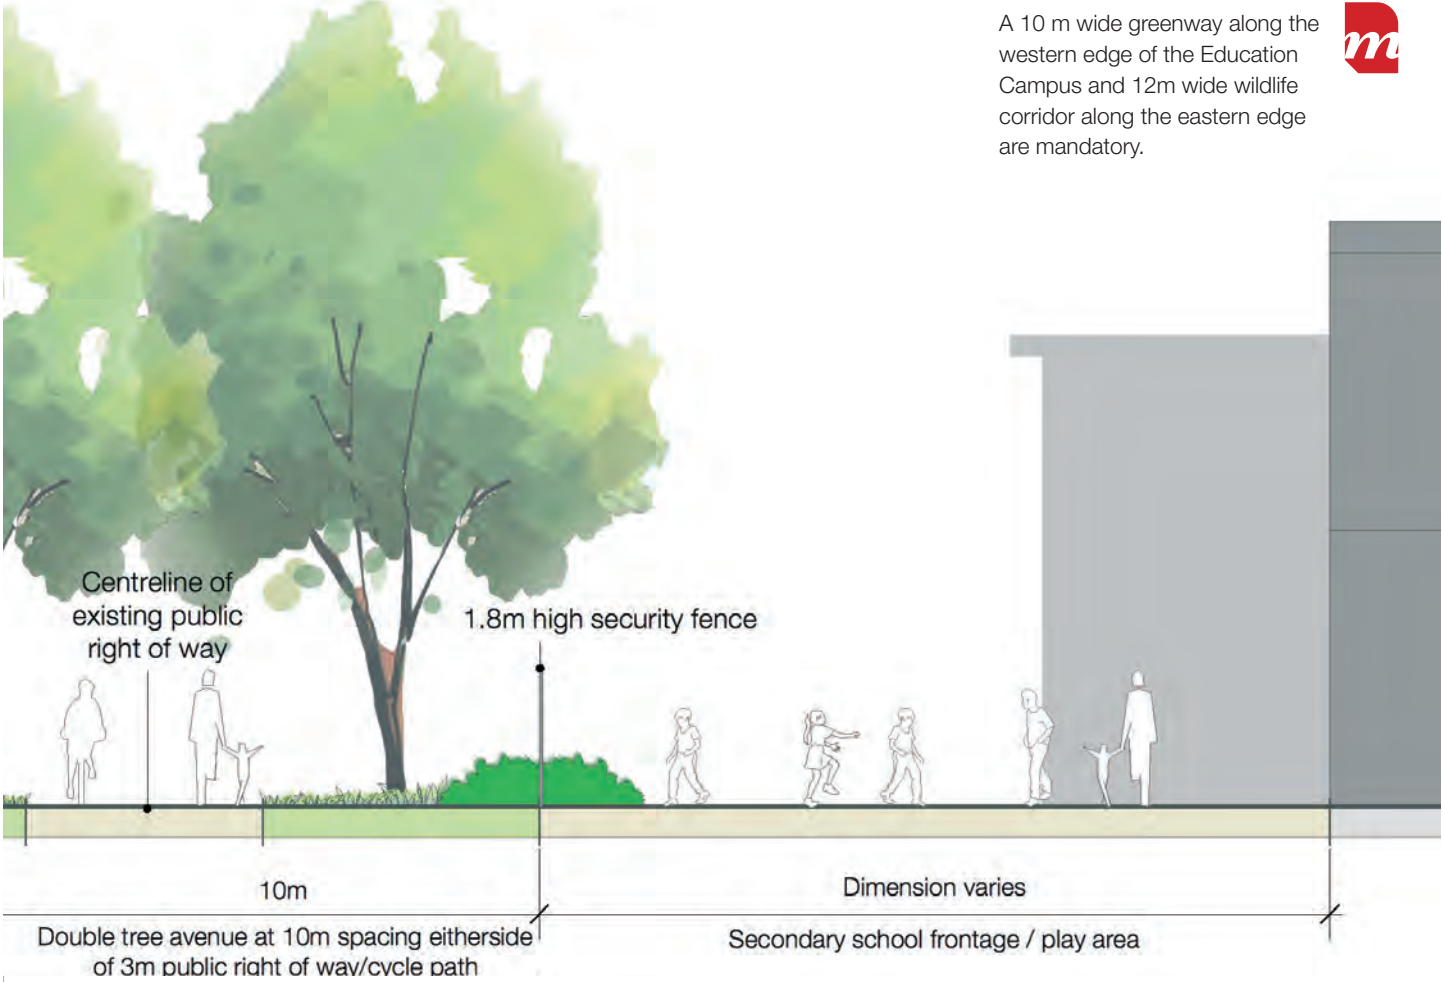 A 10 m wide greenway along the
western edge of the Education
Campus and 12m wide wildlife
corridor along the eastern edge
are mandatory.
m
Centreline of
existing public
right of way
1.8m high security fence
10m
Dimension varies
Double tree avenue at 10m spacing eitherside
of 3m public right of way/cycle path
Secondary school frontage / play area